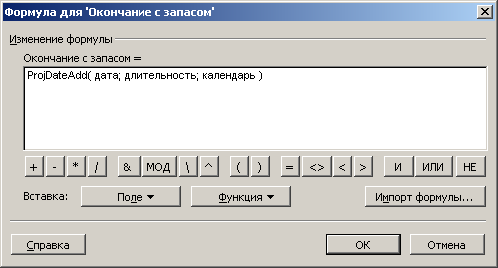 Формула для 'Окончание с запасом'
Изменение формулы
Окончание с запасом =
ProjDateAdd( дата; длительность; календарь )
+ - * / & МОД \ ^ ( ) = <> < > И ИЛИ НЕ
Вставка: Поле Функция Импорт формулы...
Справка ОК Отмена